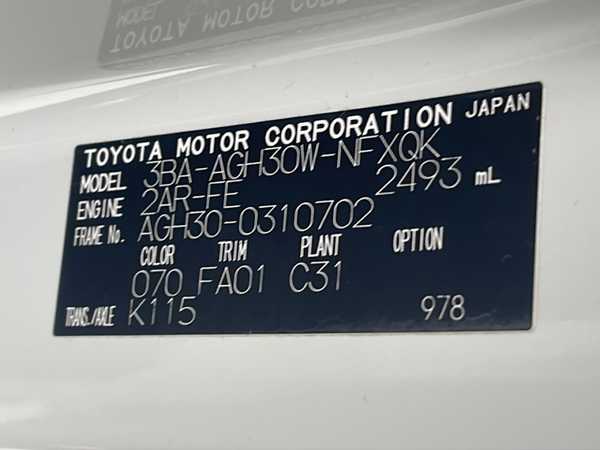 TOYOTA MOTOR CORPORATION JAPAN
MODEL 3BA-AGH30W-NFXQK
ENGINE 2AR-FE 2493 mL
FRAME No. AGH30-0310702
COLOR TRIM PLANT OPTION
070 FA01 C31
TRANS./AXLE K115 978